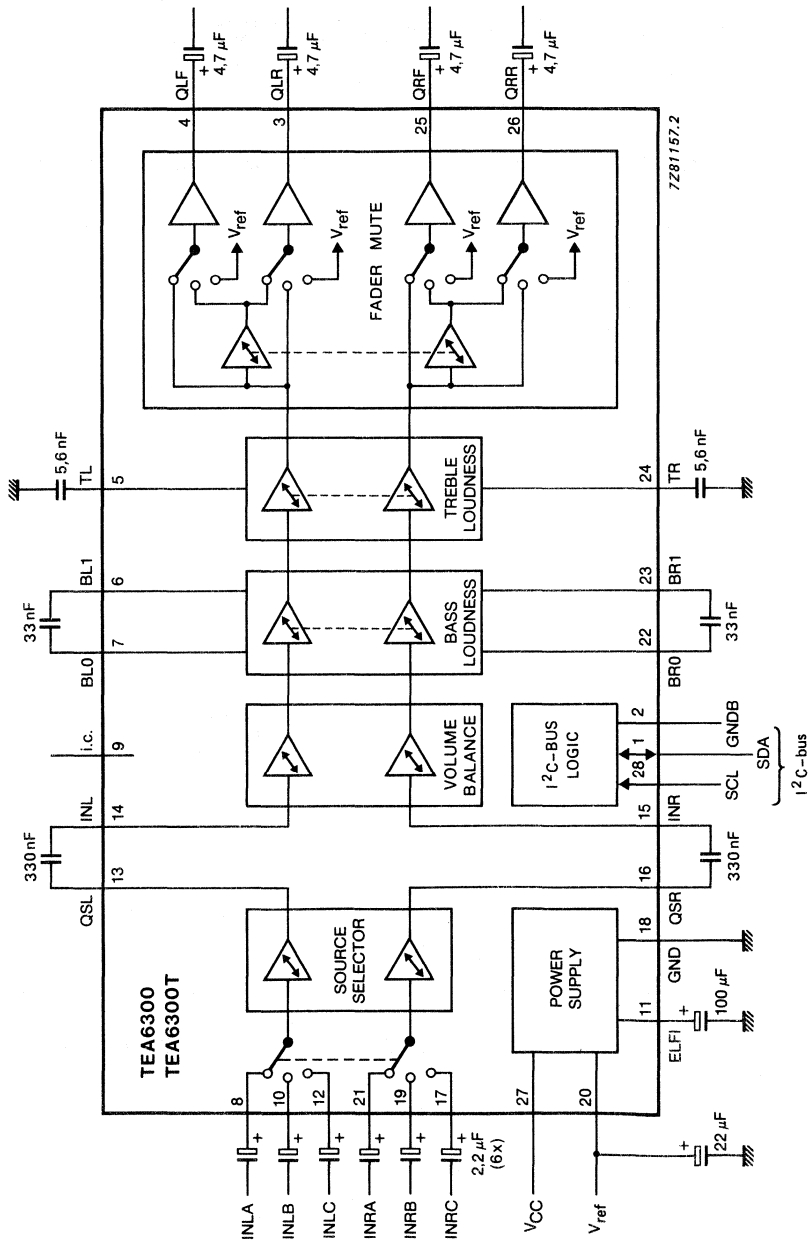 TEA6300
TEA6300T
INLA
INLB
INLC
INRA
INRB
INRC
2,2 µF
(6x)
VCC
Vref
8
10
12
21
19
17
27
20
22 µF
+
+
+
+
+
+
+
SOURCE
SELECTOR
POWER
SUPPLY
11
18
ELFI
GND
+
100 µF
QSL
13
330 nF
14
INL
QSR
16
330 nF
15
INR
i.c.
9
VOLUME
BALANCE
I²C-BUS
LOGIC
28
1
2
SCL
SDA
GNDB
I²C-bus
BL0
7
33 nF
6
BL1
BASS
LOUDNESS
BR0
22
33 nF
23
BR1
TL
5
5,6 nF
TREBLE
LOUDNESS
24
TR
5,6 nF
FADER MUTE
Vref
Vref
Vref
Vref
4
QLF
+
4,7 µF
3
QLR
+
4,7 µF
25
QRF
+
4,7 µF
26
QRR
+
4,7 µF
7Z81157.2